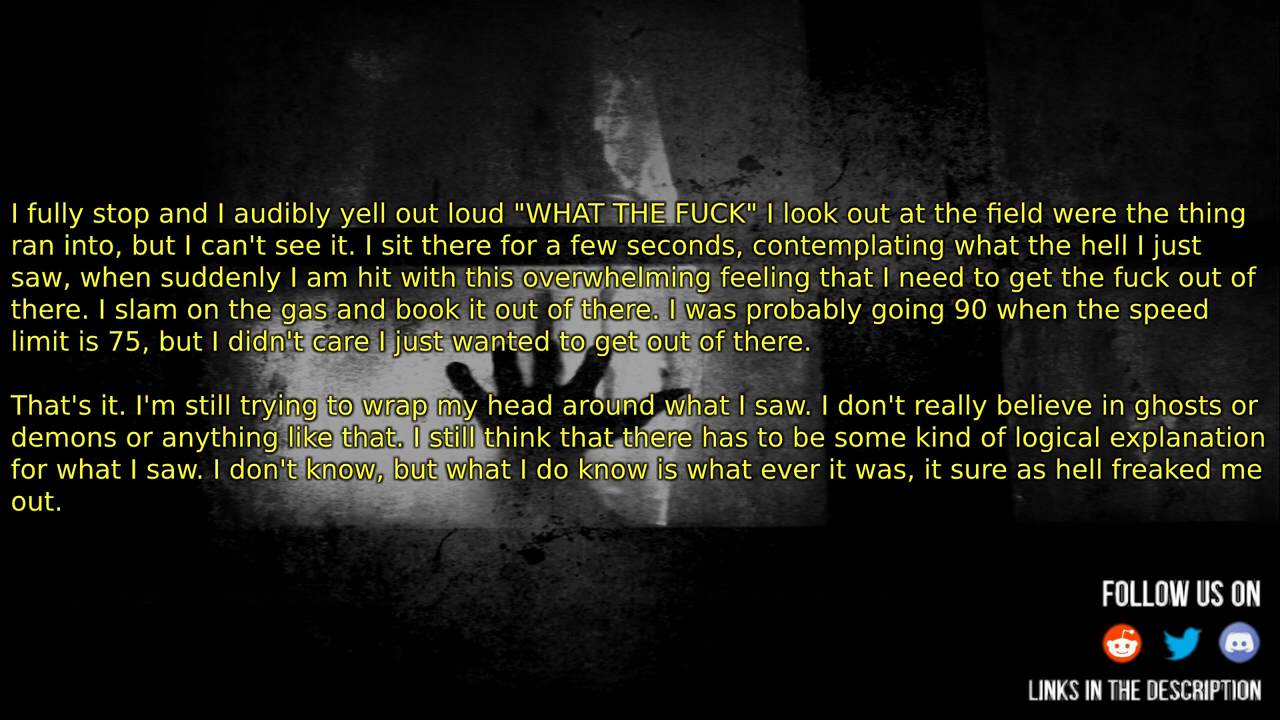 I fully stop and I audibly yell out loud "WHAT THE FUCK" I look out at the field were the thing
ran into, but I can't see it. I sit there for a few seconds, contemplating what the hell I just
saw, when suddenly I am hit with this overwhelming feeling that I need to get the fuck out of
there. I slam on the gas and book it out of there. I was probably going 90 when the speed
limit is 75, but I didn't care I just wanted to get out of there.
That's it. I'm still trying to wrap my head around what I saw. I don't really believe in ghosts or
demons or anything like that. I still think that there has to be some kind of logical explanation
for what I saw. I don't know, but what I do know is what ever it was, it sure as hell freaked me
out.
FOLLOW US ON
LINKS IN THE DESCRIPTION